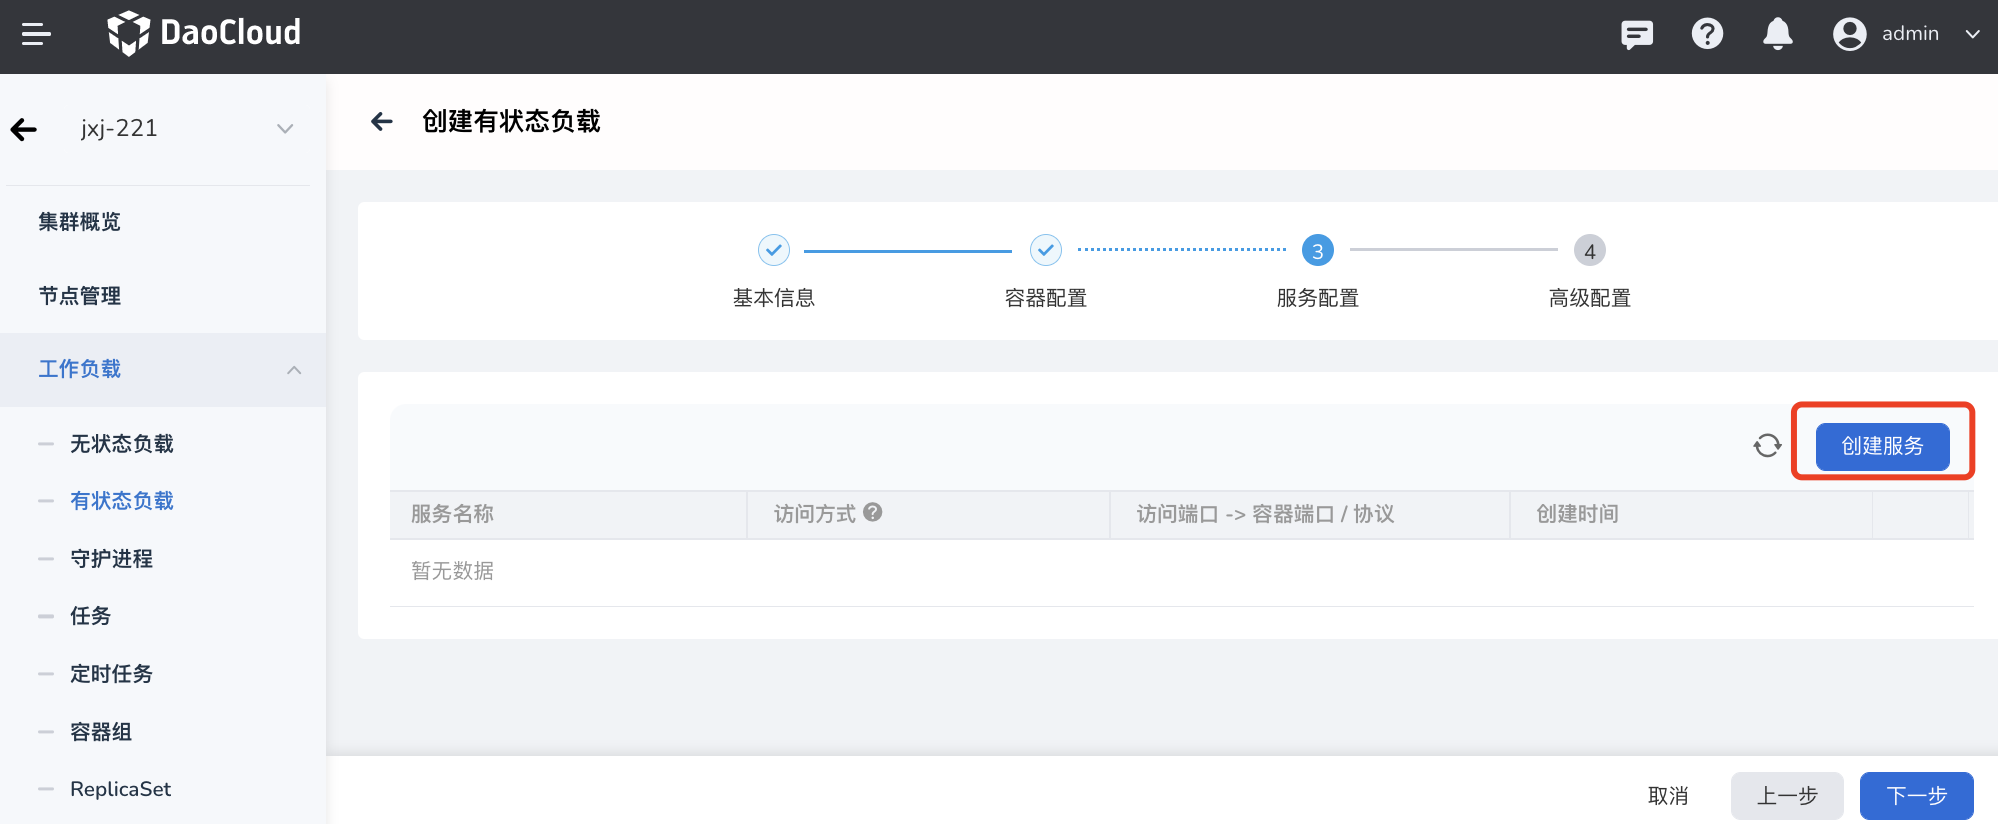 DaoCloud
admin
jxj-221
集群概览
节点管理
工作负载
无状态负载
有状态负载
守护进程
任务
定时任务
容器组
ReplicaSet
创建有状态负载
3
4
基本信息
容器配置
服务配置
高级配置
创建服务
服务名称
访问方式
访问端口 -> 容器端口 / 协议
创建时间
暂无数据
取消
上一步
下一步